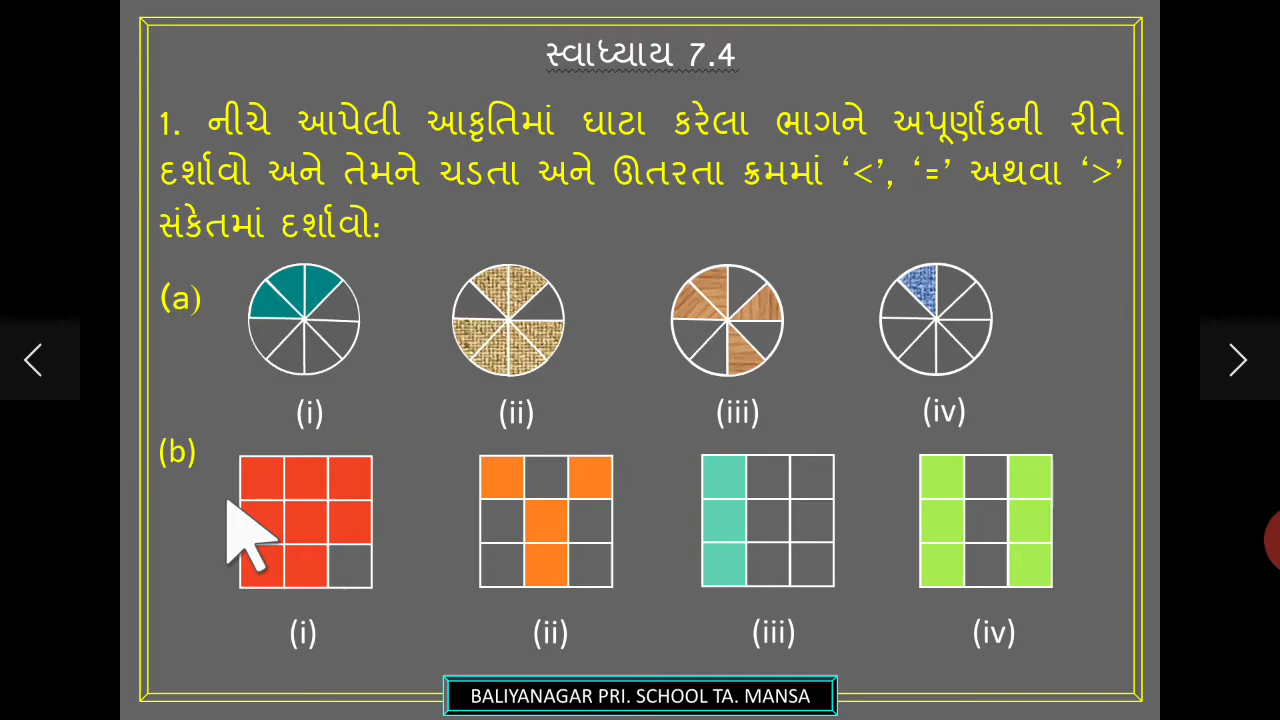 સ્વાધ્યાય 7.4
1. નીચે આપેલી આકૃતિમાં ઘાટા કરેલા ભાગને અપૂર્ણાંકની રીતે
દર્શાવો અને તેમને ચડતા અને ઊતરતા ક્રમમાં ‘<’, ‘=’ અથવા ‘>’
સંકેતમાં દર્શાવો:
(a)
(i) (ii) (iii) (iv)
(b)
(i) (ii) (iii) (iv)
BALIYANAGAR PRI. SCHOOL TA. MANSA